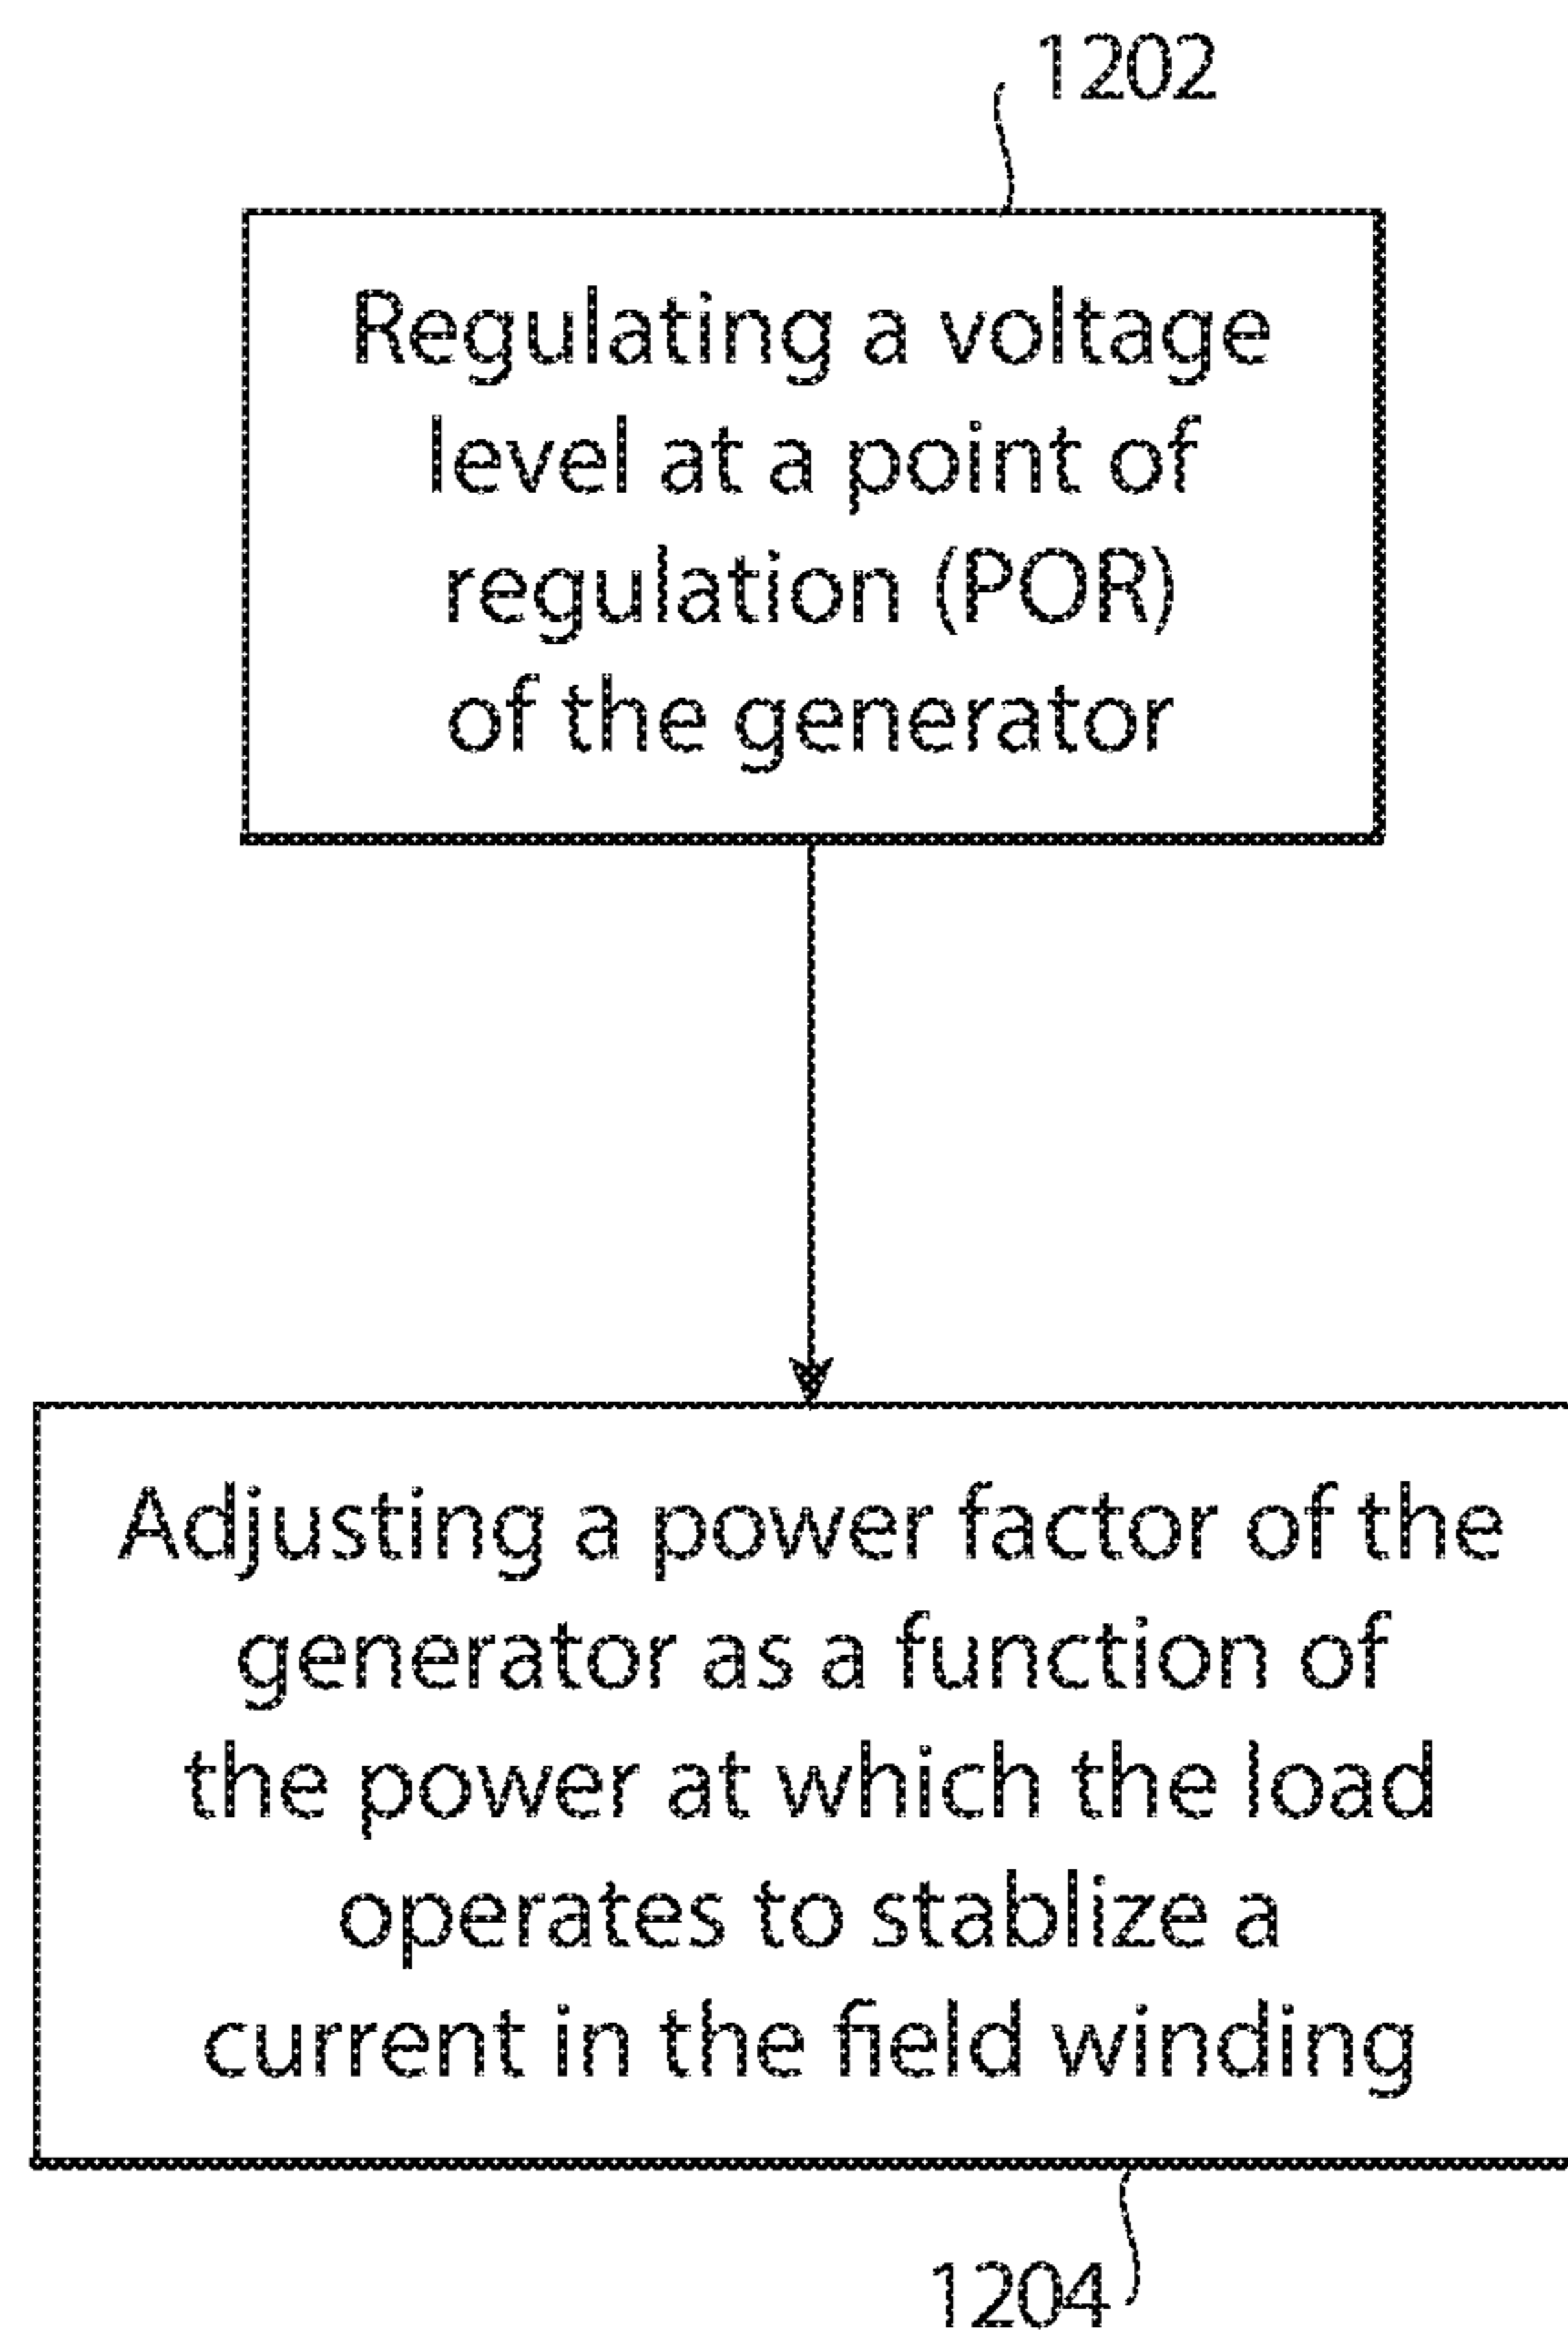 1202
Regulating a voltage
level at a point of
regulation (POR)
of the generator
Adjusting a power factor of the
generator as a function of
the power at which the load
operates to stablize a
current in the field winding
1204